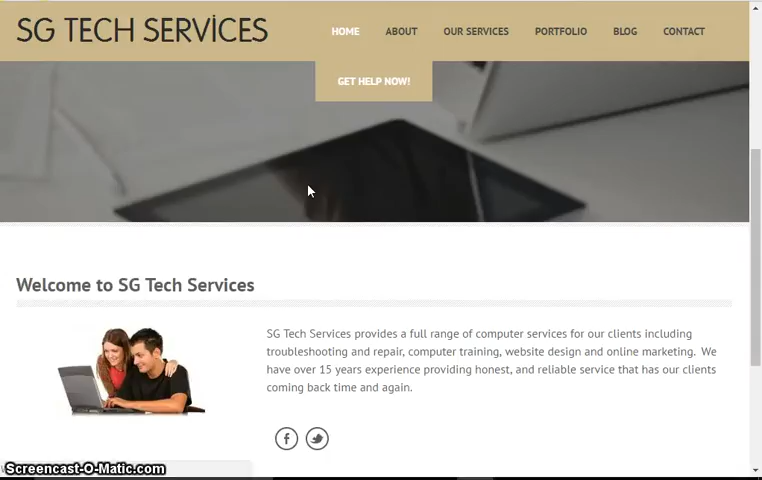 SG TECH SERVICES
HOME ABOUT OUR SERVICES PORTFOLIO BLOG CONTACT
GET HELP NOW!
Welcome to SG Tech Services
SG Tech Services provides a full range of computer services for our clients including
troubleshooting and repair, computer training, website design and online marketing. We
have over 15 years experience providing honest, and reliable service that has our clients
coming back time and again.
f
Screencast-O-Matic.com